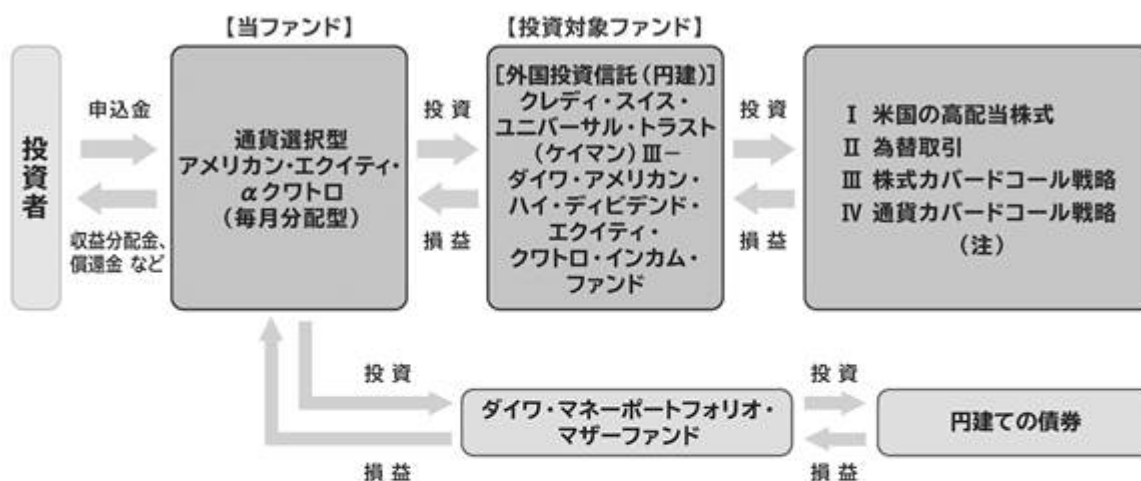 【当ファンド】
【投資対象ファンド】
投資者
申込金
収益分配金、
償還金 など
通貨選択型
アメリカン・エクイティ・
αクワトロ
(毎月分配型)
投 資
損 益
[外国投資信託(円建)]
クレディ・スイス・
ユニバーサル・トラスト
(ケイマン)Ⅲ−
ダイワ・アメリカン・
ハイ・ディビデンド・
エクイティ・
クワトロ・インカム・
ファンド
投 資
損 益
Ⅰ 米国の高配当株式
Ⅱ 為替取引
Ⅲ 株式カバードコール戦略
Ⅳ 通貨カバードコール戦略
(注)
投 資
損 益
ダイワ・マネーポートフォリオ・
マザーファンド
投 資
損 益
円建ての債券